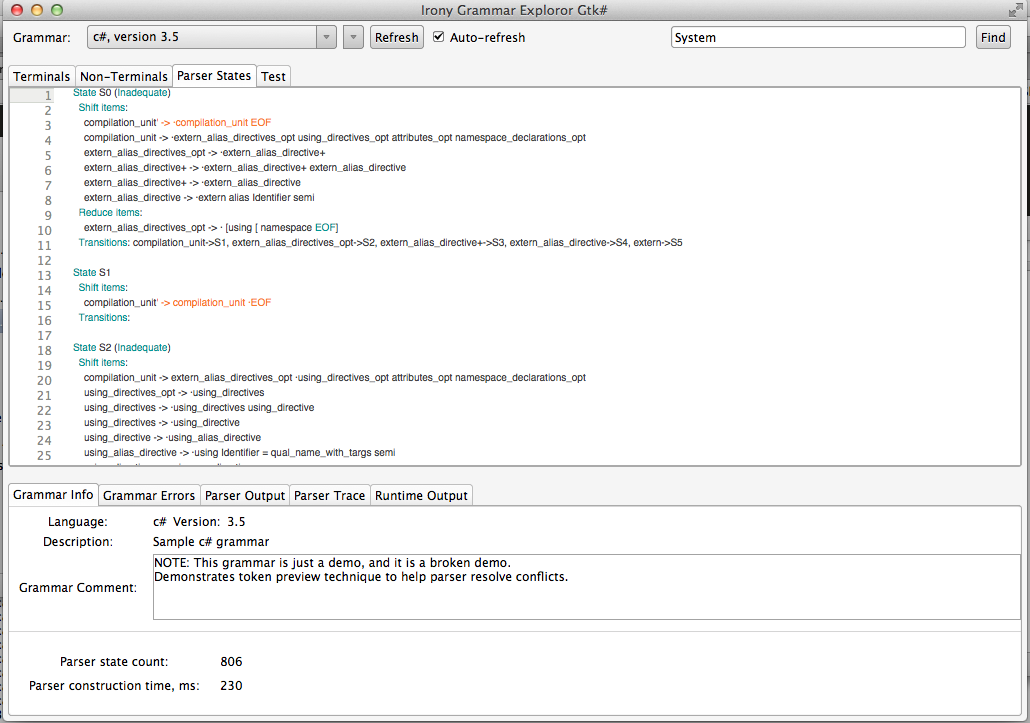 Irony Grammar Exploror Gtk#
Grammar: c#, version 3.5 Refresh Auto-refresh System Find
Terminals Non-Terminals Parser States Test
1 State S0 (Inadequate)
2 Shift items:
3 compilation_unit' -> ·compilation_unit EOF
4 compilation_unit -> ·extern_alias_directives_opt using_directives_opt attributes_opt namespace_declarations_opt
5 extern_alias_directives_opt -> ·extern_alias_directive+
6 extern_alias_directive+ -> ·extern_alias_directive+ extern_alias_directive
7 extern_alias_directive+ -> ·extern_alias_directive
8 extern_alias_directive -> ·extern alias Identifier semi
9 Reduce items:
10 extern_alias_directives_opt -> · [using [ namespace EOF]
11 Transitions: compilation_unit->S1, extern_alias_directives_opt->S2, extern_alias_directive+->S3, extern_alias_directive->S4, extern->S5
12
13 State S1
14 Shift items:
15 compilation_unit' -> compilation_unit ·EOF
16 Transitions:
17
18 State S2 (Inadequate)
19 Shift items:
20 compilation_unit -> extern_alias_directives_opt ·using_directives_opt attributes_opt namespace_declarations_opt
21 using_directives_opt -> ·using_directives
22 using_directives -> ·using_directives using_directive
23 using_directives -> ·using_directive
24 using_directive -> ·using_alias_directive
25 using_alias_directive -> ·using Identifier = qual_name_with_targs semi
Grammar Info Grammar Errors Parser Output Parser Trace Runtime Output
Language: c# Version: 3.5
Description: Sample c# grammar
NOTE: This grammar is just a demo, and it is a broken demo.
Demonstrates token preview technique to help parser resolve conflicts.
Grammar Comment:
Parser state count: 806
Parser construction time, ms: 230